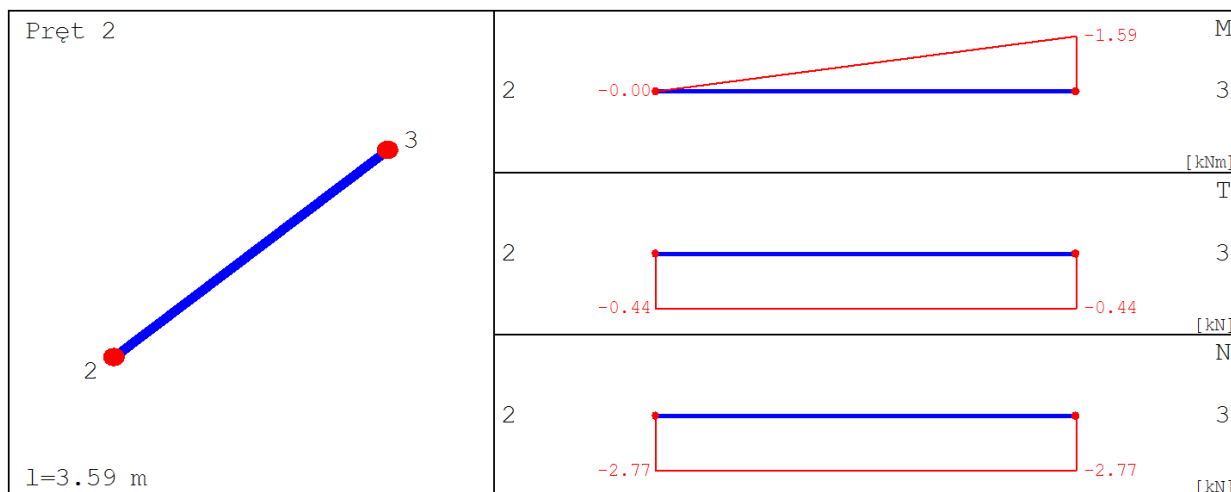 Pręt 2
3
2
l=3.59 m
M
-1.59
2 -0.00 3
[kNm]
T
2 3
-0.44 -0.44
[kN]
N
2 3
-2.77 -2.77
[kN]